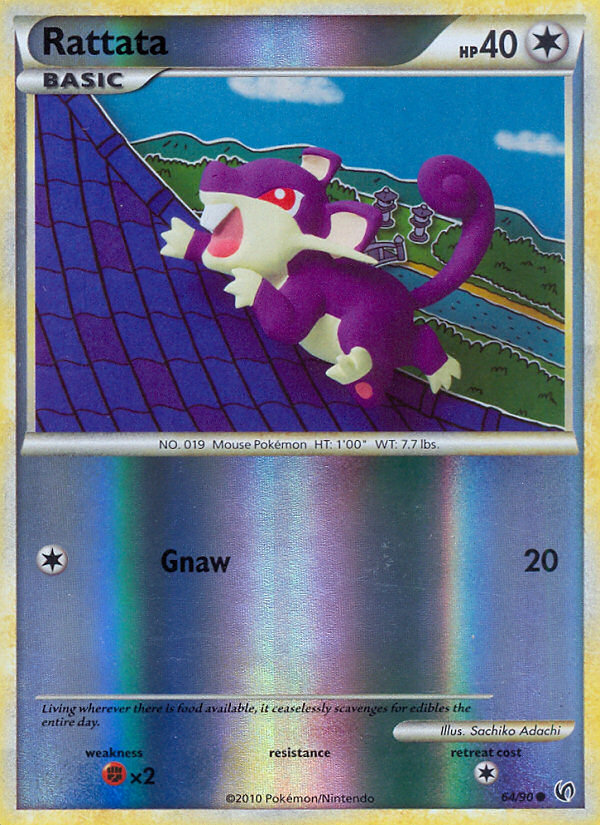 Rattata
HP 40
BASIC
NO. 019 Mouse Pokémon HT: 1'00" WT: 7.7 lbs.
Gnaw 20
Living wherever there is food available, it ceaselessly scavenges for edibles the
entire day.
Illus. Sachiko Adachi
weakness resistance retreat cost
×2
©2010 Pokémon/Nintendo
64/90